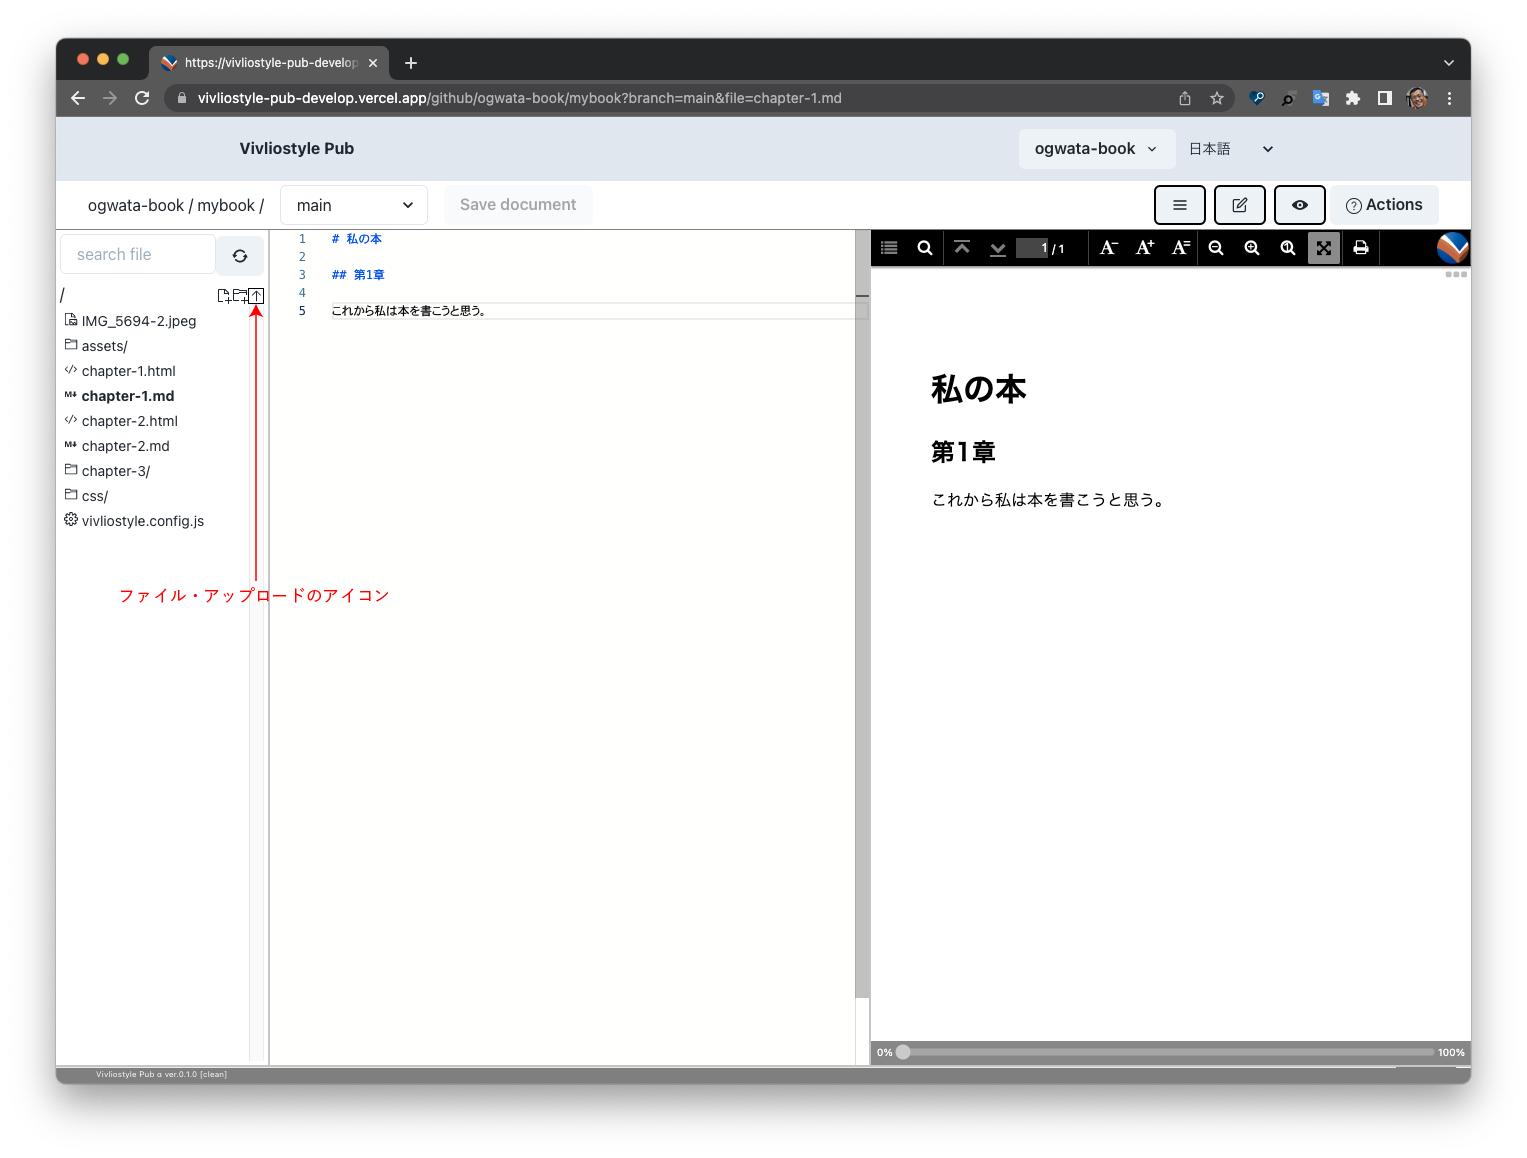 https://vivliostyle-pub-develop
vivliostyle-pub-develop.vercel.app/github/ogwata-book/mybook?branch=main&file=chapter-1.md
Vivliostyle Pub
ogwata-book
日本語
ogwata-book / mybook /
main
Save document
Actions
search file
/
IMG_5694-2.jpeg
assets/
chapter-1.html
chapter-1.md
chapter-2.html
chapter-2.md
chapter-3/
css/
vivliostyle.config.js
ファイル・アップロードのアイコン
1 # 私の本
2
3 ## 第1章
4
5 これから私は本を書こうと思う。
1 / 1
A− A+ A=
私の本
第1章
これから私は本を書こうと思う。
0% 100%
Vivliostyle Pub α ver.0.1.0 [clean]